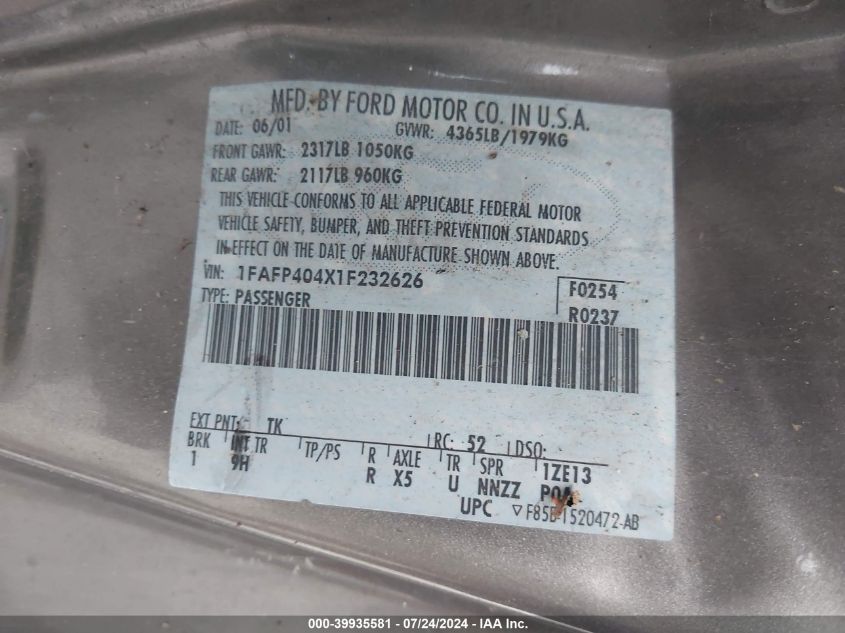 MFD. BY FORD MOTOR CO. IN U.S.A.
DATE: 06/01 GVWR: 4365LB/1979KG
FRONT GAWR: 2317LB 1050KG
REAR GAWR: 2117LB 960KG
THIS VEHICLE CONFORMS TO ALL APPLICABLE FEDERAL MOTOR
VEHICLE SAFETY, BUMPER, AND THEFT PREVENTION STANDARDS
IN EFFECT ON THE DATE OF MANUFACTURE SHOWN ABOVE.
VIN: 1FAFP404X1F232626 F0254
TYPE: PASSENGER R0237
EXT PNT: TK RC: 52 DSO:
BRK INT TR TP/PS R AXLE TR SPR 1ZE13
1 9H R X5 U NNZZ
UPC ▽F85B-1520472-AB
000-39935581 / 07/24/2024 - IAAI.com.